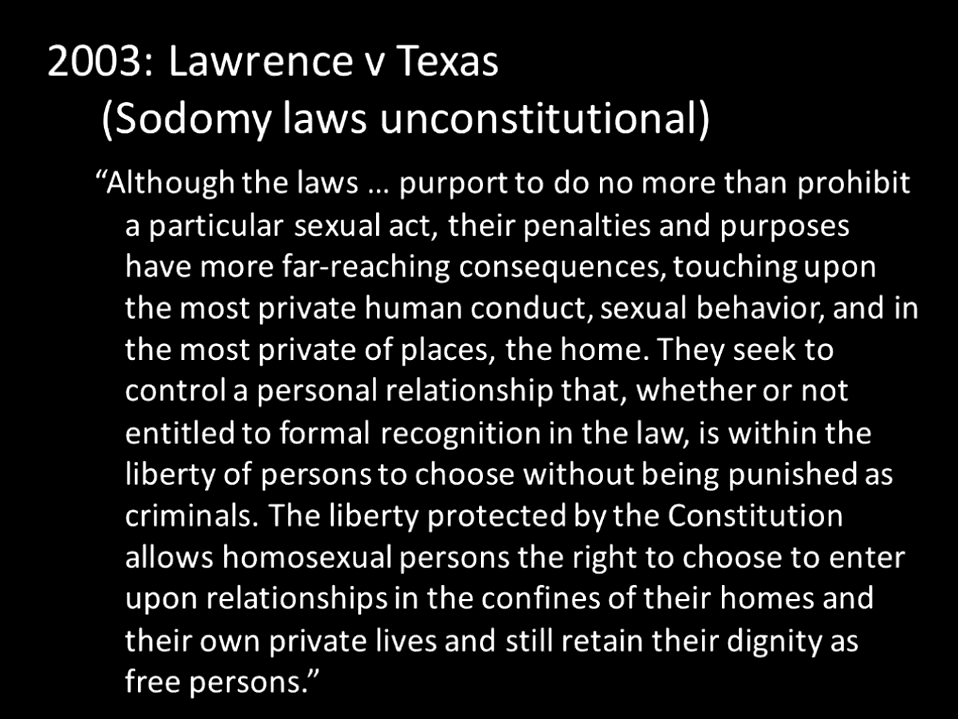 2003: Lawrence v Texas
(Sodomy laws unconstitutional)
“Although the laws … purport to do no more than prohibit
a particular sexual act, their penalties and purposes
have more far-reaching consequences, touching upon
the most private human conduct, sexual behavior, and in
the most private of places, the home. They seek to
control a personal relationship that, whether or not
entitled to formal recognition in the law, is within the
liberty of persons to choose without being punished as
criminals. The liberty protected by the Constitution
allows homosexual persons the right to choose to enter
upon relationships in the confines of their homes and
their own private lives and still retain their dignity as
free persons.”